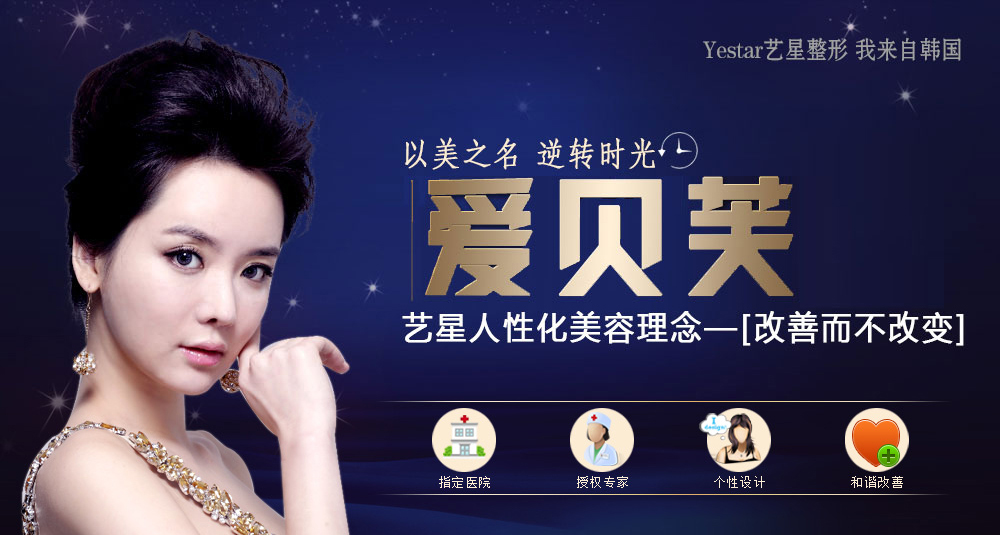 Yestar艺星整形 我来自韩国
以美之名 逆转时光
爱贝芙
艺星人性化美容理念—[改善而不改变]
I design!
指定医院
授权专家
个性设计
和谐改善